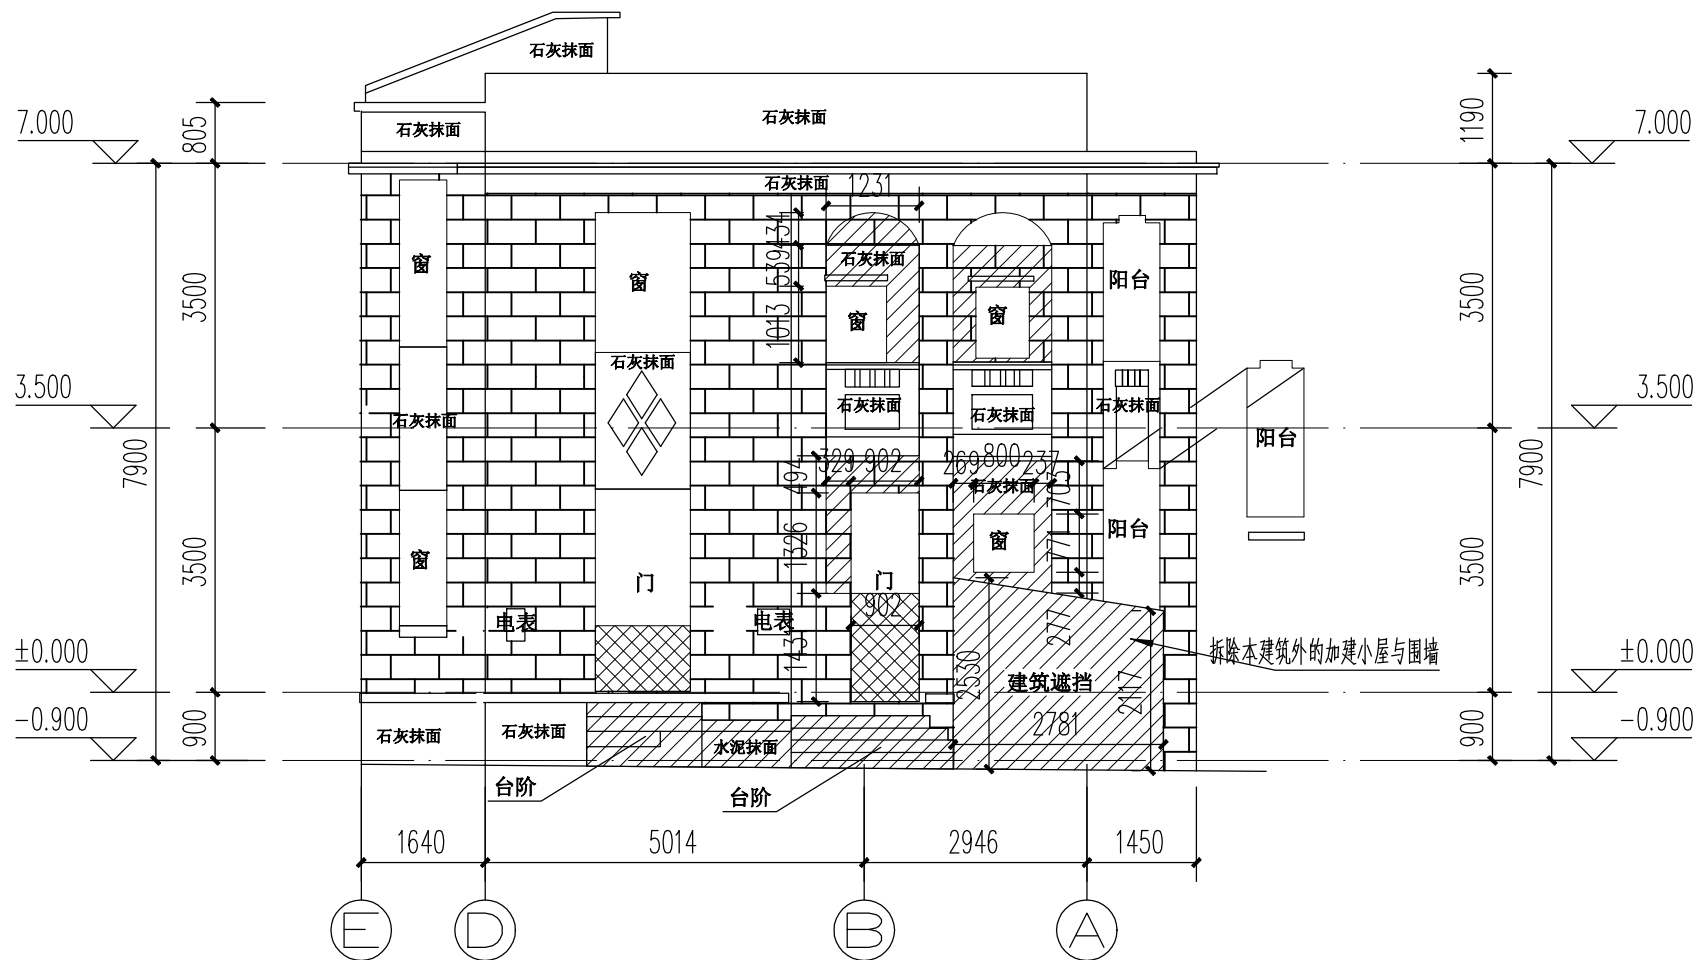 石灰抹面
石灰抹面
石灰抹面
805
1190
7.000
7.000
石灰抹面
1231
434
539
石灰抹面
窗
窗
阳台
3500
1013
窗
窗
3500
石灰抹面
3.500
石灰抹面
石灰抹面
石灰抹面
石灰抹面
3.500
阳台
7900
494
329
902
269
800
237
石灰抹面
703
7900
1326
窗
771
阳台
窗
3500
门
门
3500
902
电表
电表
1437
277
±0.000
2530
拆除本建筑外的加建小屋与围墙
±0.000
建筑遮挡
2117
-0.900
900
石灰抹面
石灰抹面
水泥抹面
2781
900
-0.900
台阶
台阶
1640
5014
2946
1450
E
D
B
A